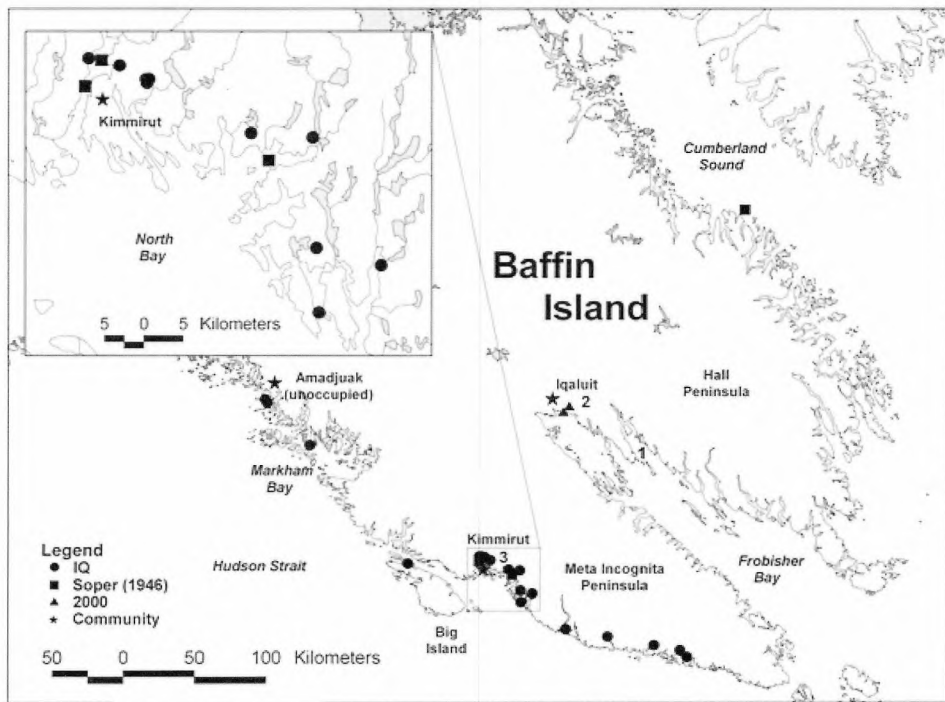 Kimmirut
North
Bay
5 0 5 Kilometers
Cumberland
Sound
Baffin
Island
Hall
Peninsula
Iqaluit
2
1
Amadjuak
(unoccupied)
Markham
Bay
Kimmirut
3
Meta Incognita
Peninsula
Frobisher
Bay
Hudson Strait
Big
Island
Legend
IQ
Soper (1946)
2000
Community
50 0 50 100 Kilometers